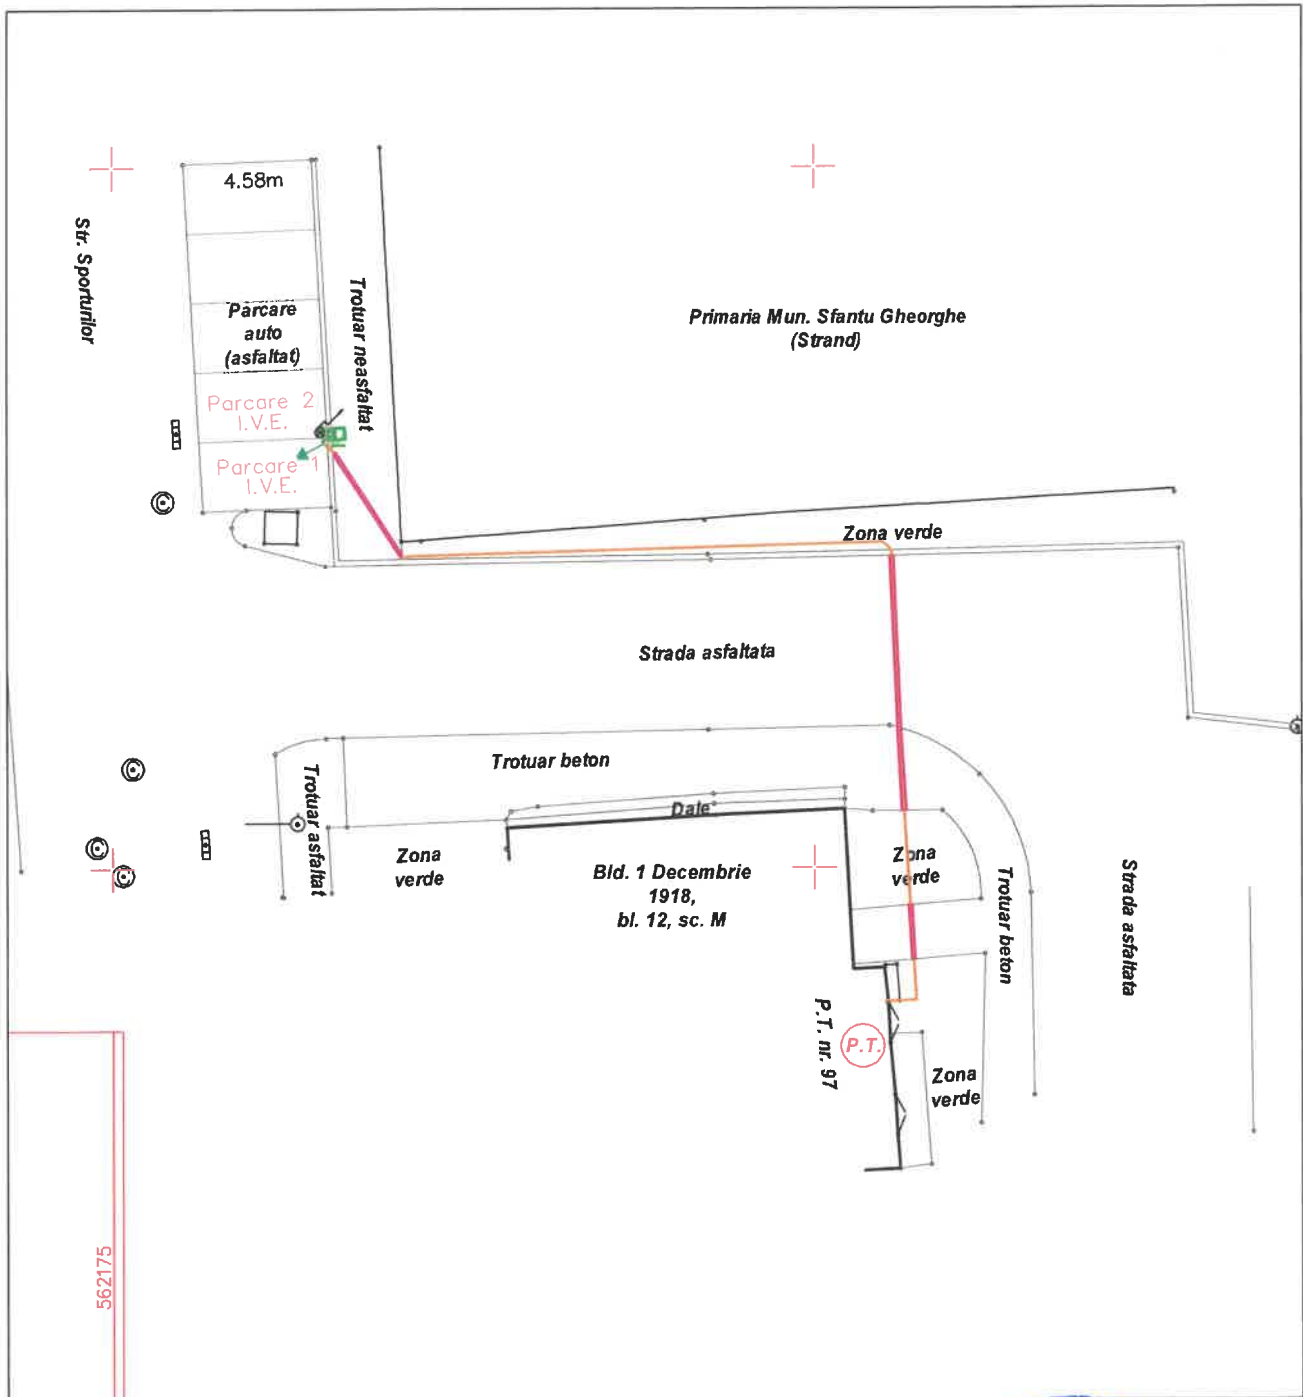 4.58m
Str. Sporturilor
Parcare
auto
(asfaltat)
Trotuar neasfaltat
Primaria Mun. Sfantu Gheorghe
(Strand)
Parcare 2
I.V.E.
Parcare 1
I.V.E.
Zona verde
Strada asfaltata
Trotuar beton
Trotuar asfaltat
Dale
Zona
verde
Bld. 1 Decembrie
1918,
bl. 12, sc. M
Zona
verde
Trotuar beton
Strada asfaltata
P.T. nr. 97
P.T.
Zona
verde
562175